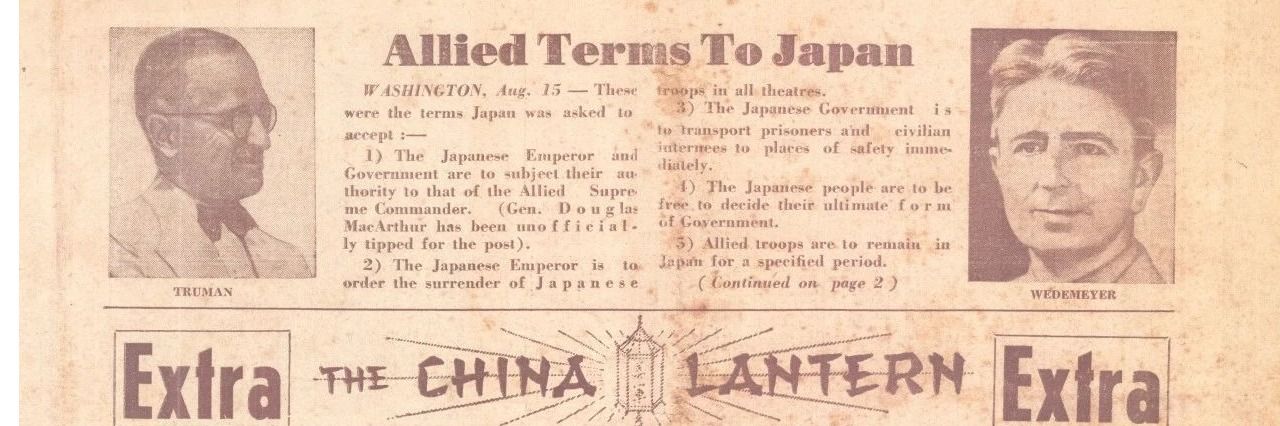 Allied Terms To Japan
WASHINGTON, Aug. 15 — These
were the terms Japan was asked to
accept :—
1) The Japanese Emperor and
Government are to subject their au-
thority to that of the Allied Supre-
me Commander. (Gen. Douglas
MacArthur has been unofficial-
ly tipped for the post).
2) The Japanese Emperor is to
order the surrender of Japanese
troops in all theatres.
3) The Japanese Government is
to transport prisoners and civilian
internees to places of safety imme-
diately.
4) The Japanese people are to be
free to decide their ultimate form
of Government.
5) Allied troops are to remain in
Japan for a specified period.
(Continued on page 2)
TRUMAN
WEDEMEYER
Extra
THE CHINA LANTERN
Extra